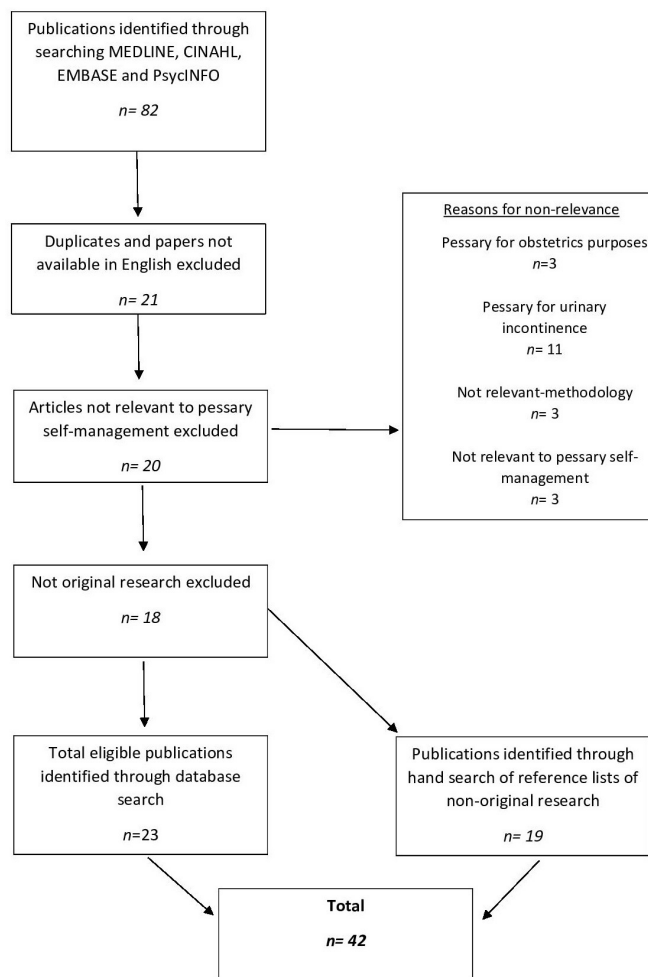 Publications identified through
searching MEDLINE, CINAHL,
EMBASE and PsycINFO
n= 82
Duplicates and papers not
available in English excluded
n= 21
Reasons for non-relevance
Pessary for obstetrics purposes
n=3
Pessary for urinary
incontinence
n= 11
Not relevant-methodology
n= 3
Not relevant to pessary self-
management
n= 3
Articles not relevant to pessary
self-management excluded
n= 20
Not original research excluded
n= 18
Total eligible publications
identified through database
search
n=23
Publications identified through
hand search of reference lists of
non-original research
n= 19
Total
n= 42